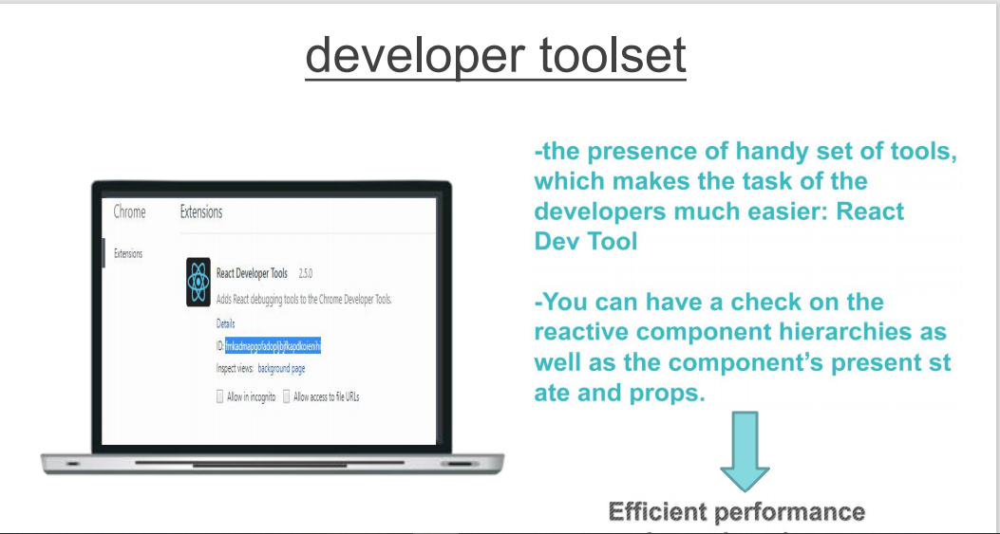 developer toolset
-the presence of handy set of tools,
which makes the task of the
developers much easier: React
Dev Tool
-You can have a check on the
reactive component hierarchies as
well as the component’s present st
ate and props.
Efficient performance
Chrome
Extensions
Extensions
React Developer Tools 2.5.0
Adds React debugging tools to the Chrome Developer Tools.
Details
ID: fmkadmapgofadopljbjfkapdkoienihi
Inspect views: background page
Allow in incognito Allow access to file URLs